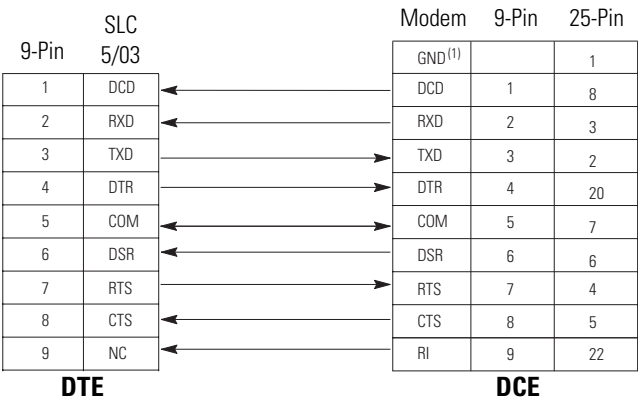 SLC
9-Pin 5/03
1 DCD
2 RXD
3 TXD
4 DTR
5 COM
6 DSR
7 RTS
8 CTS
9 NC
DTE
Modem 9-Pin 25-Pin
GND(1) 1
DCD 1 8
RXD 2 3
TXD 3 2
DTR 4 20
COM 5 7
DSR 6 6
RTS 7 4
CTS 8 5
RI 9 22
DCE